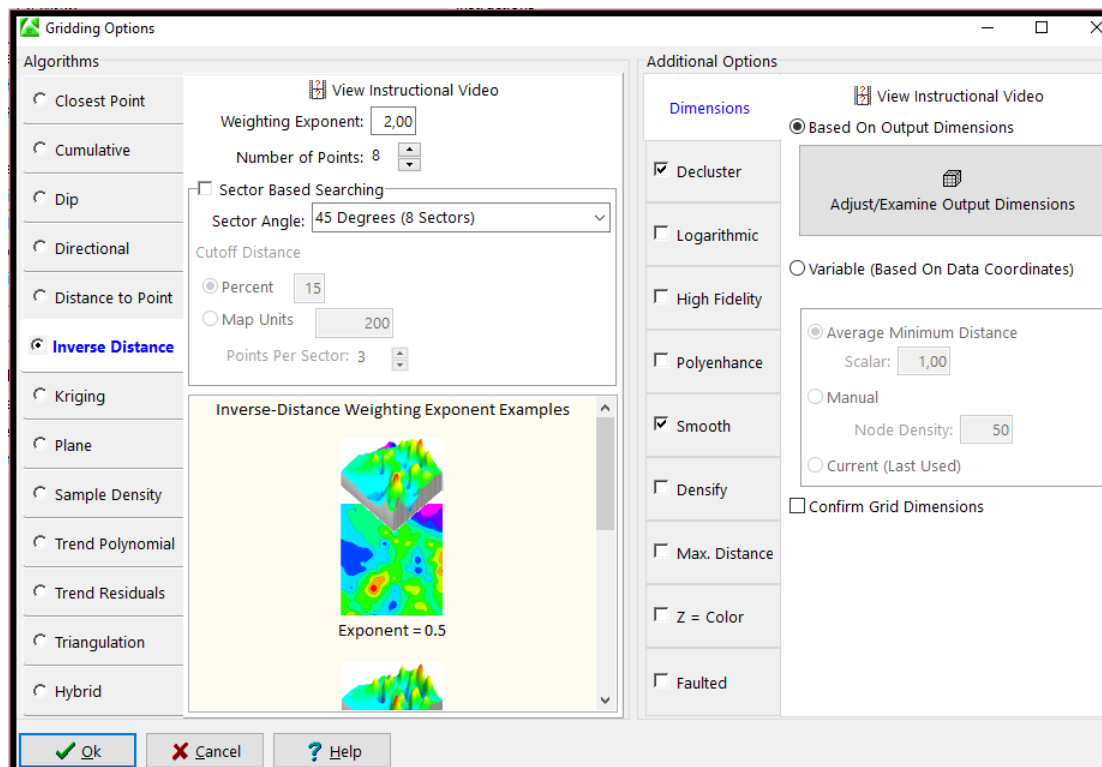 Gridding Options
Algorithms
Closest Point
Cumulative
Dip
Directional
Distance to Point
Inverse Distance
Kriging
Plane
Sample Density
Trend Polynomial
Trend Residuals
Triangulation
Hybrid
View Instructional Video
Weighting Exponent: 2,00
Number of Points: 8
Sector Based Searching
Sector Angle: 45 Degrees (8 Sectors)
Cutoff Distance
Percent 15
Map Units 200
Points Per Sector: 3
Inverse-Distance Weighting Exponent Examples
Exponent = 0.5
Additional Options
Dimensions
Decluster
Logarithmic
High Fidelity
Polyenhance
Smooth
Densify
Max. Distance
Z = Color
Faulted
View Instructional Video
Based On Output Dimensions
Adjust/Examine Output Dimensions
Variable (Based On Data Coordinates)
Average Minimum Distance
Scalar: 1,00
Manual
Node Density: 50
Current (Last Used)
Confirm Grid Dimensions
Ok
Cancel
Help